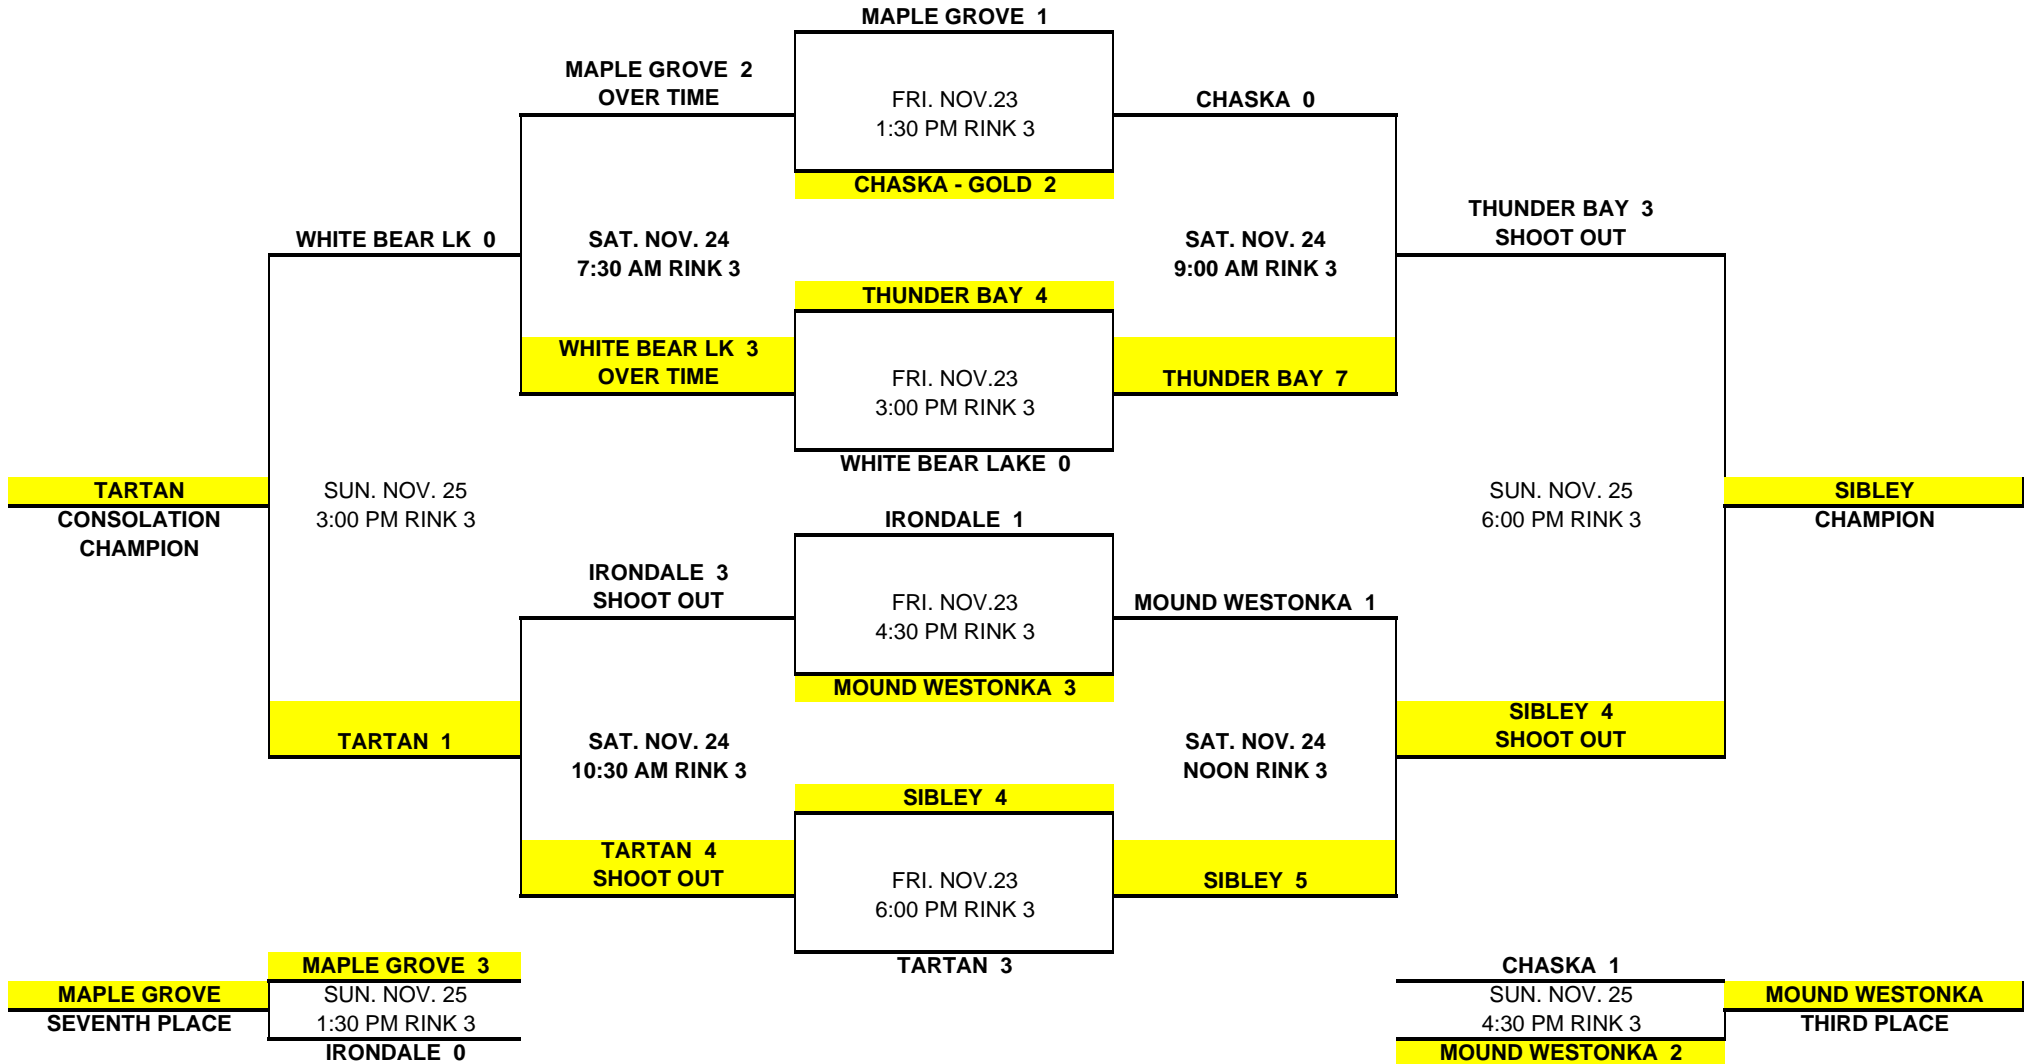 MAPLE GROVE  1
MAPLE GROVE  2
OVER TIME
FRI. NOV.23
1:30 PM RINK 3
CHASKA  0
CHASKA - GOLD  2
WHITE BEAR LK  0
SAT. NOV. 24
7:30 AM RINK 3
SAT. NOV. 24
9:00 AM RINK 3
THUNDER BAY  3
SHOOT OUT
THUNDER BAY  4
WHITE BEAR LK  3
OVER TIME
FRI. NOV.23
3:00 PM RINK 3
THUNDER BAY  7
WHITE BEAR LAKE  0
TARTAN
CONSOLATION
CHAMPION
SUN. NOV. 25
3:00 PM RINK 3
SUN. NOV. 25
6:00 PM RINK 3
SIBLEY
CHAMPION
IRONDALE  1
IRONDALE  3
SHOOT OUT
FRI. NOV.23
4:30 PM RINK 3
MOUND WESTONKA  1
MOUND WESTONKA  3
TARTAN  1
SAT. NOV. 24
10:30 AM RINK 3
SAT. NOV. 24
NOON RINK 3
SIBLEY  4
SHOOT OUT
SIBLEY  4
TARTAN  4
SHOOT OUT
FRI. NOV.23
6:00 PM RINK 3
SIBLEY  5
TARTAN  3
MAPLE GROVE  3
MAPLE GROVE
SEVENTH PLACE
SUN. NOV. 25
1:30 PM RINK 3
IRONDALE  0
CHASKA  1
SUN. NOV. 25
4:30 PM RINK 3
MOUND WESTONKA  2
MOUND WESTONKA
THIRD PLACE